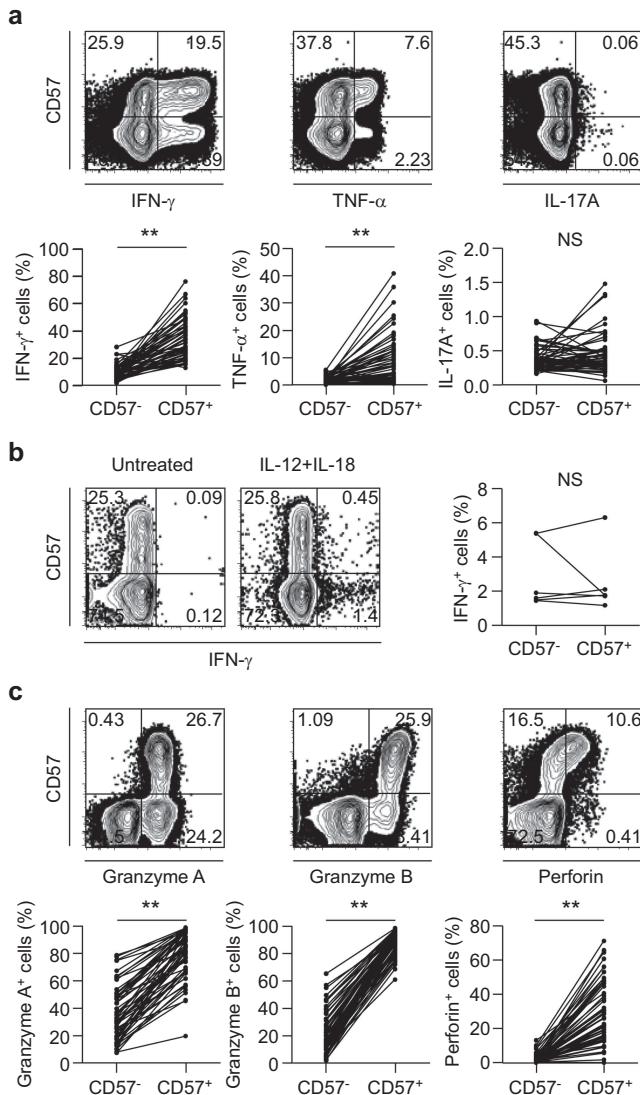 a
25.9 19.5 37.8 7.6 45.3 0.06
CD57
2.23 0.06
IFN-γ TNF-α IL-17A
** ** NS
IFN-γ+ cells (%) TNF-α+ cells (%) IL-17A+ cells (%)
100 80 60 40 20 0
50 40 30 20 10 0
2.0 1.5 1.0 0.5 0.0
CD57- CD57+ CD57- CD57+ CD57- CD57+
b
Untreated IL-12+IL-18
25.3 0.09 25.8 0.45
CD57
0.12 72.3 1.4
IFN-γ
NS
IFN-γ+ cells (%)
8 6 4 2 0
CD57- CD57+
c
0.43 26.7 1.09 25.9 16.5 10.6
CD57
24.2 72.5 0.41
Granzyme A Granzyme B Perforin
** ** **
Granzyme A+ cells (%) Granzyme B+ cells (%) Perforin+ cells (%)
100 80 60 40 20 0
100 80 60 40 20 0
80 60 40 20 0
CD57- CD57+ CD57- CD57+ CD57- CD57+